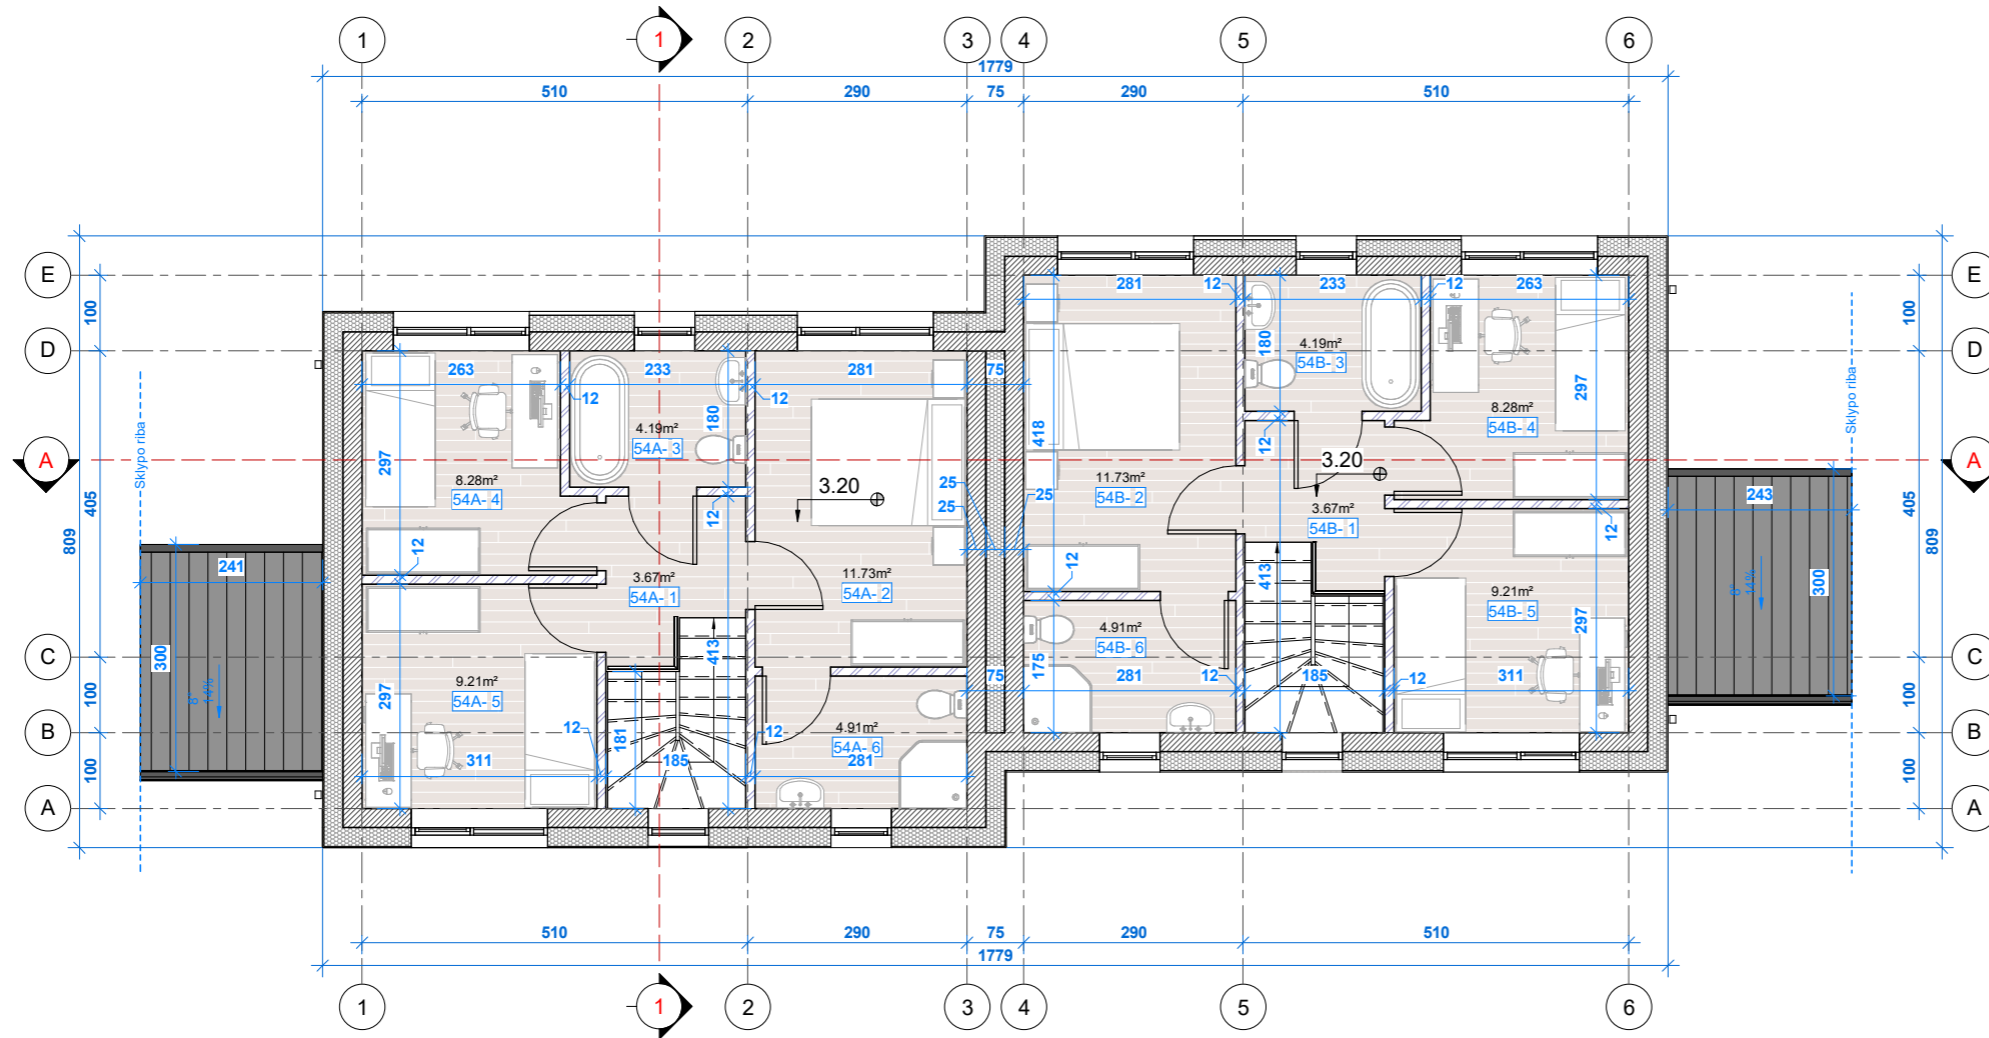 1 1 2 3 4 5 6
1779
510 290 75 290 510
E E
281 12 233 12 263
100 100
D D
263 233 281 75
12 12
180 4.19m² 54B- 3
297
Sklypo riba
Sklypo riba
4.19m² 54A- 3
180
8.28m²
54B- 4
418
12
297
405
405
A A
8.28m²
54A- 4
3.20
3.20
11.73m²
54B- 2
25 25
25
243
809
809
12
12
3.67m²
54B- 1
12
241
3.67m²
54A- 1
11.73m²
54A- 2
12
413
9.21m²
54B- 5
8°
14%
300
4.91m²
54B- 6
297
C C
300
413
9.21m²
54A- 5
175
75 281 12 185 12 311
8°
14%
297
100 100
B B
12 181 12
4.91m²
54A- 6
311 185 281
100 100
A A
510 290 75 290 510
1779
1 1 2 3 4 5 6